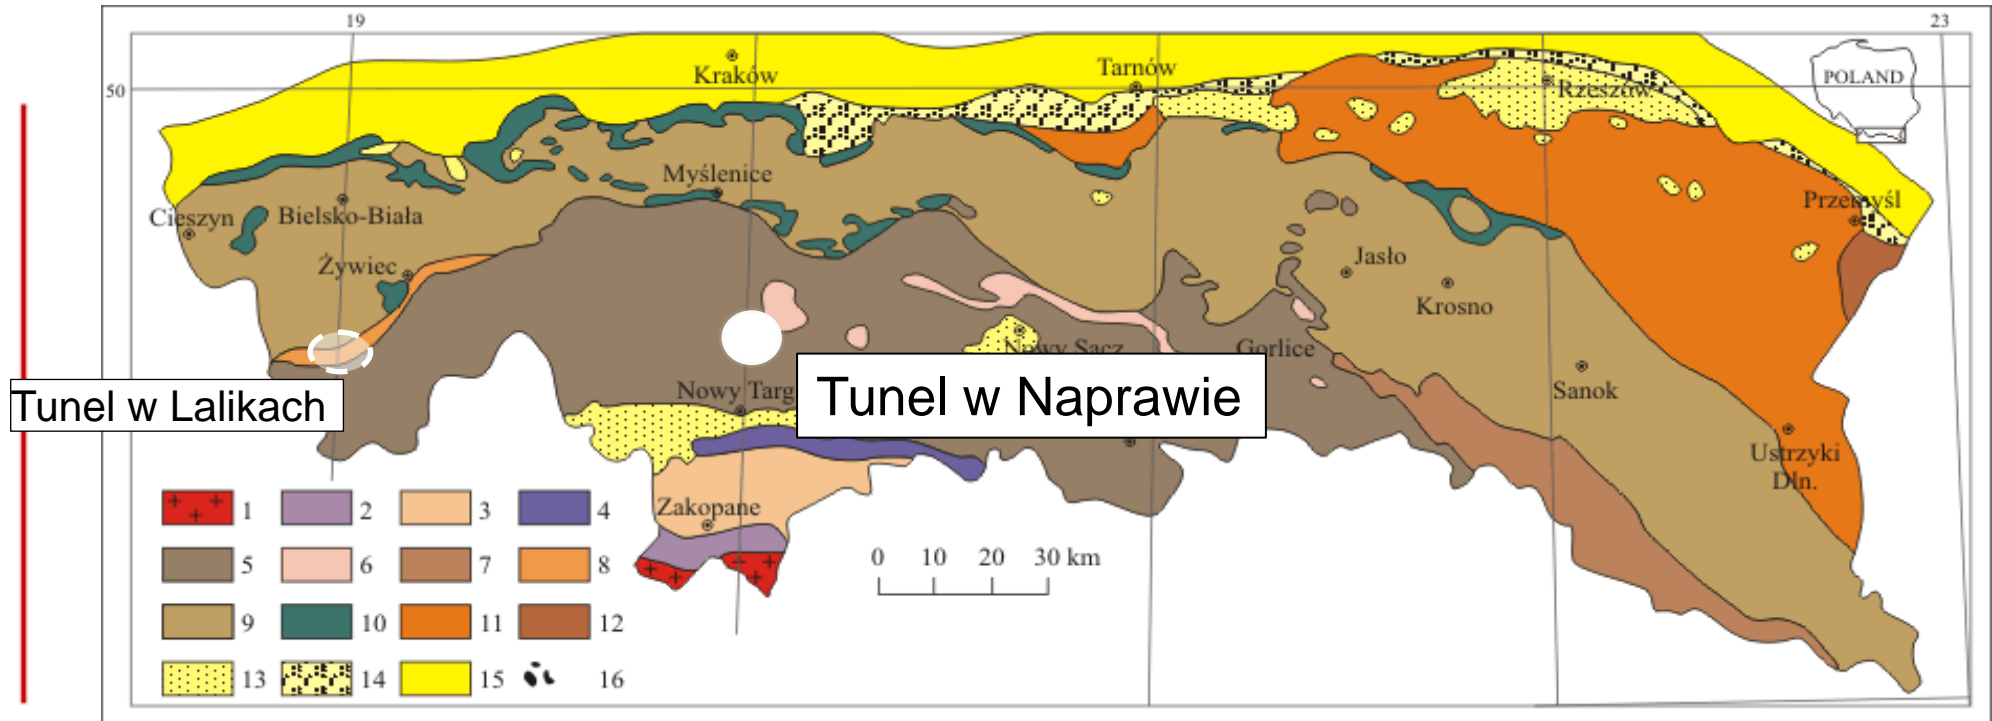 19
23
50
Kraków
Tarnów
POLAND
Rzeszów
Myślenice
Cieszyn
Bielsko-Biała
Przemyśl
Żywiec
Jasło
Krosno
Nowy Sącz
Gorlice
Tunel w Lalikach
Nowy Targ
Tunel w Naprawie
Sanok
Ustrzyki
Dln.
Zakopane
1 2 3 4
5 6 7 8
9 10 11 12
13 14 15 16
0 10 20 30 km